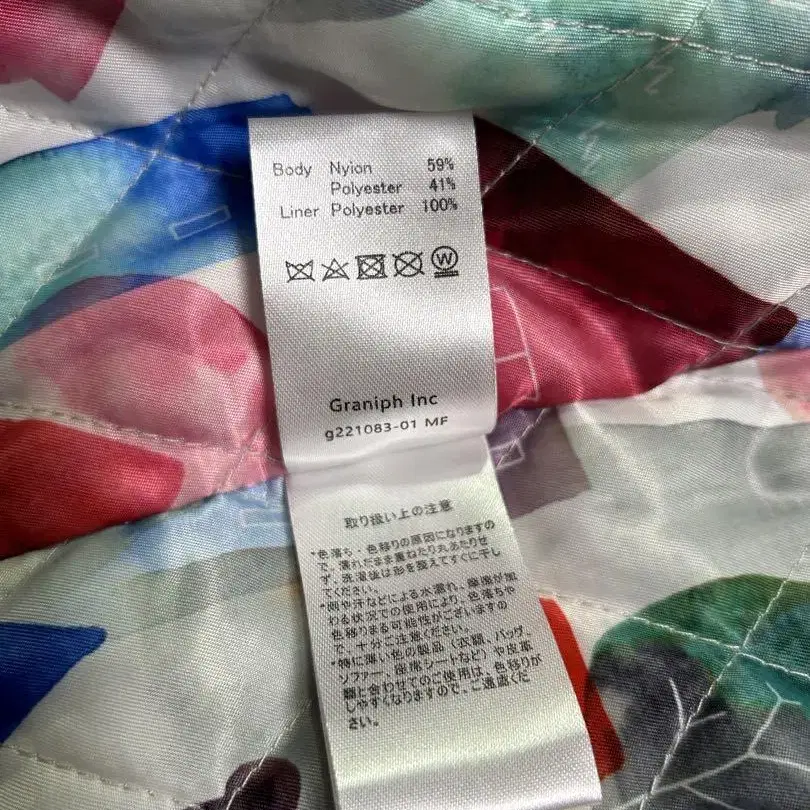 Body Nylon 59%
Polyester 41%
Liner Polyester 100%
W
Graniph Inc
g221083-01 MF
取り扱い上の注意
*色落ち・色移りの原因になりますの
で、濡れたまま重ねたり丸あたりせ
ず、洗濯後は形を整えてすぐに干し
てください。
*雨や汗などによる水濡れ、摩擦が加
わる状況での使用により、色落ちや
色移りまる可能性がございますの
で、十分ご注意ください。
*特に薄い色の製品(衣類、バッグ、
ソファー、座席シートなど)や皮革
類と合わせてのご使用は、色移りが
しやすくなりますので、ご遠慮くだ
さい。